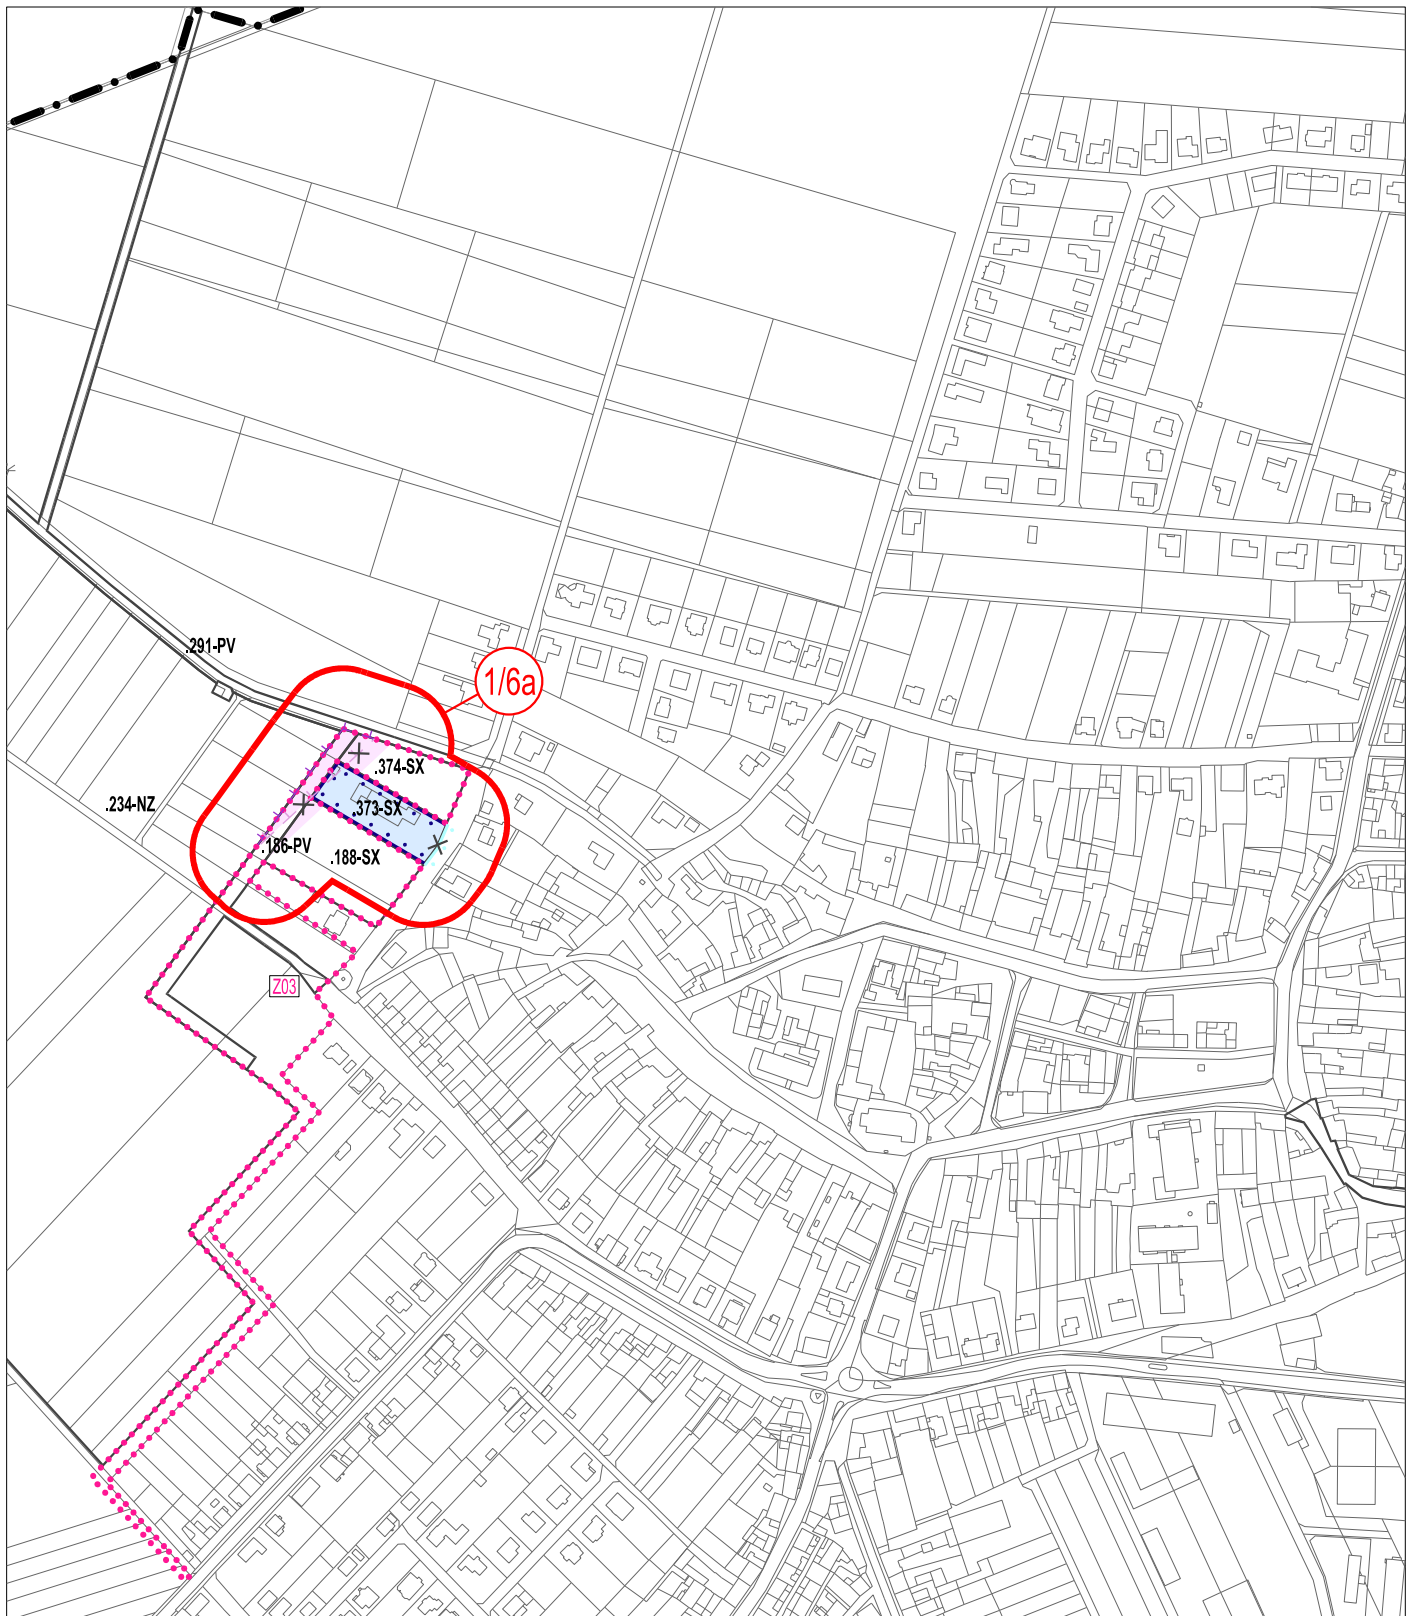 .291-PV
1/6a
.374-SX
.234-NZ
.373-SX
.186-PV
.188-SX
Z03